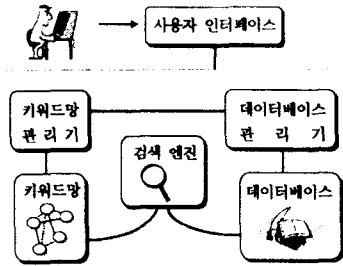 사용자 인터페이스
키워드망
관 리 기
데이터베이스
관 리 기
검색 엔진
키워드망
데이터베이스